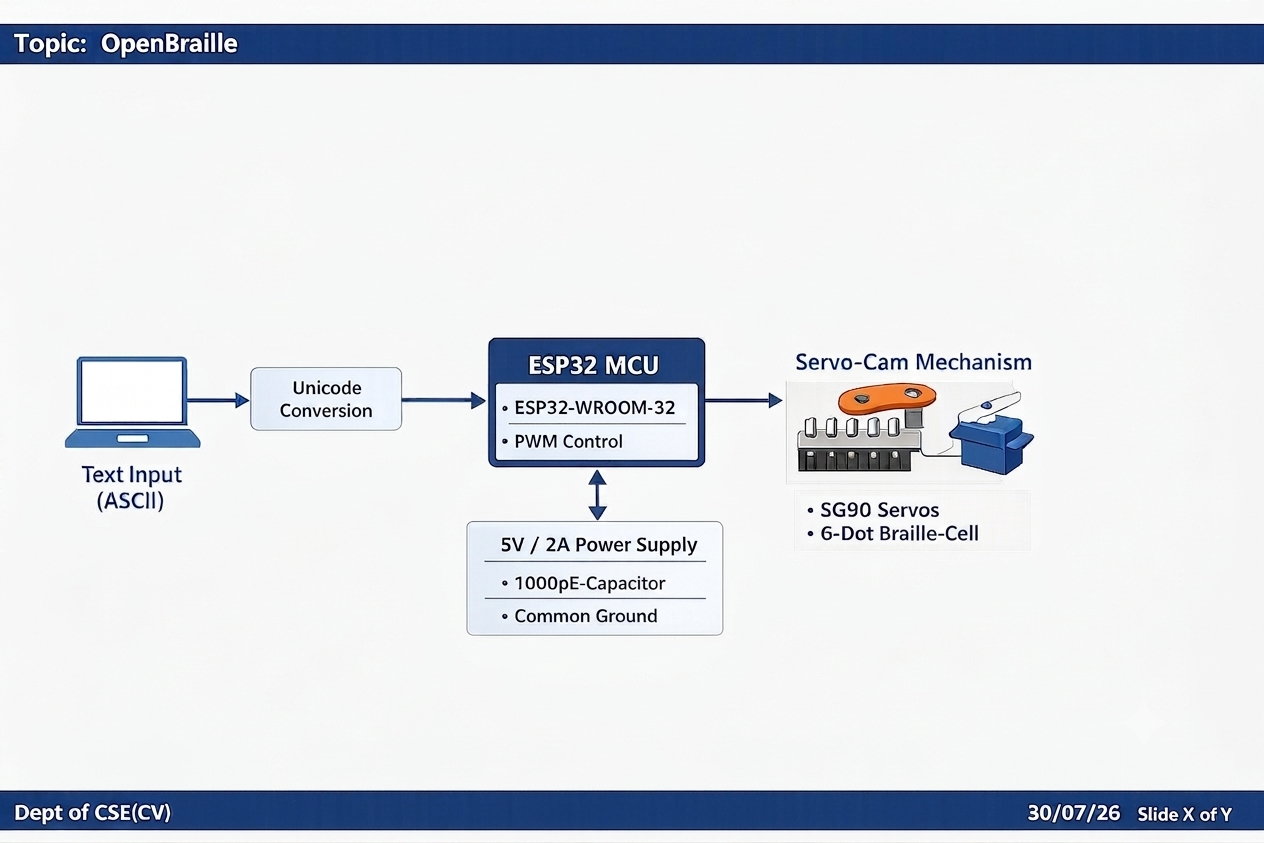 Topic: OpenBraille
Text Input
(ASCII)
Unicode
Conversion
ESP32 MCU
• ESP32-WROOM-32
• PWM Control
5V / 2A Power Supply
• 1000pE-Capacitor
• Common Ground
Servo-Cam Mechanism
• SG90 Servos
• 6-Dot Braille-Cell
Dept of CSE(CV)
30/07/26 Slide X of Y